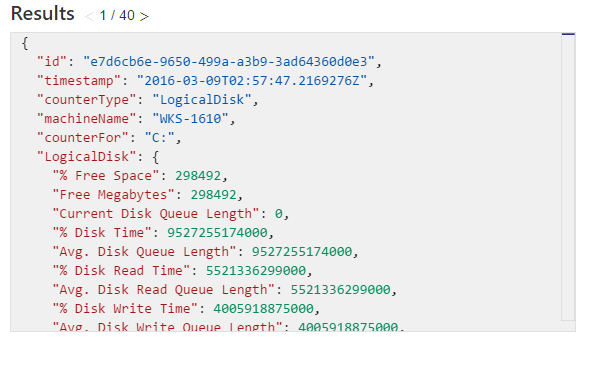 Results < 1 / 40 >
{
"id": "e7d6cb6e-9650-499a-a3b9-3ad64360d0e3",
"timestamp": "2016-03-09T02:57:47.2169276Z",
"counterType": "LogicalDisk",
"machineName": "WKS-1610",
"counterFor": "C:",
"LogicalDisk": {
"% Free Space": 298492,
"Free Megabytes": 298492,
"Current Disk Queue Length": 0,
"% Disk Time": 9527255174000,
"Avg. Disk Queue Length": 9527255174000,
"% Disk Read Time": 5521336299000,
"Avg. Disk Read Queue Length": 5521336299000,
"% Disk Write Time": 4005918875000,
"Avg. Disk Write Queue Length": 4005918875000,